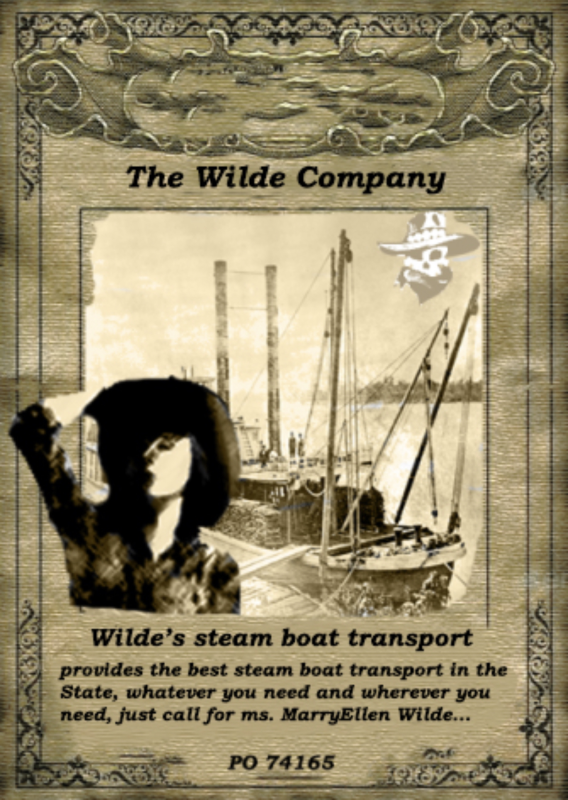 The Wilde Company
Wilde's steam boat transport
provides the best steam boat transport in the
State, whatever you need and wherever you
need, just call for ms. MarryEllen Wilde...
PO 74165